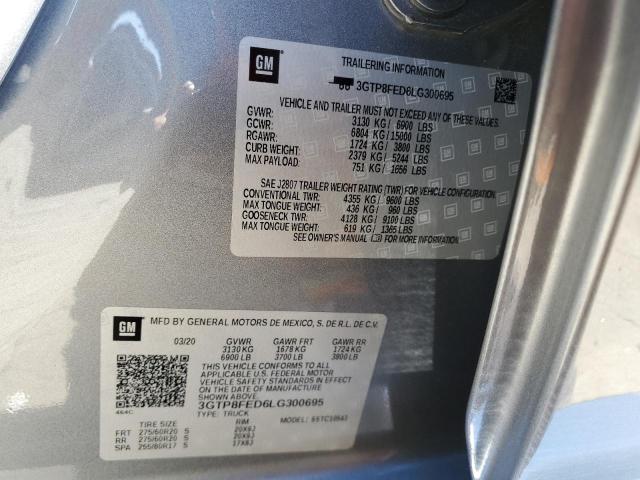 GM
TRAILERING INFORMATION
3GTP8FED6LG300695
VEHICLE AND TRAILER MUST NOT EXCEED ANY OF THESE VALUES.
GVWR: 3130 KG / 6900 LBS
GCWR: 6804 KG / 15000 LBS
RGAWR: 1724 KG / 3800 LBS
CURB WEIGHT: 2379 KG / 5244 LBS
MAX PAYLOAD: 751 KG / 1656 LBS
SAE J2807 TRAILER WEIGHT RATING (TWR) FOR VEHICLE CONFIGURATION.
CONVENTIONAL TWR: 4355 KG / 9600 LBS
MAX TONGUE WEIGHT: 436 KG / 960 LBS
GOOSENECK TWR: 4128 KG / 9100 LBS
MAX TONGUE WEIGHT: 619 KG / 1365 LBS
SEE OWNER'S MANUAL FOR MORE INFORMATION
GM
MFD BY GENERAL MOTORS DE MEXICO, S. DE R.L. DE C.V.
03/20 GVWR GAWR FRT GAWR RR
3130 KG 1678 KG 1724 KG
6900 LB 3700 LB 3800 LB
THIS VEHICLE CONFORMS TO ALL
APPLICABLE U.S. FEDERAL MOTOR
VEHICLE SAFETY AND THEFT PREVENTION
STANDARDS IN EFFECT ON THE DATE OF
MANUFACTURE SHOWN ABOVE.
3GTP8FED6LG300695
464C TYPE: TRUCK
TIRE SIZE RIM MODEL:
FRT 275/60R20 S 20X9J
RR 275/60R20 S 20X9J
SPA 255/80R17 S 17X8J